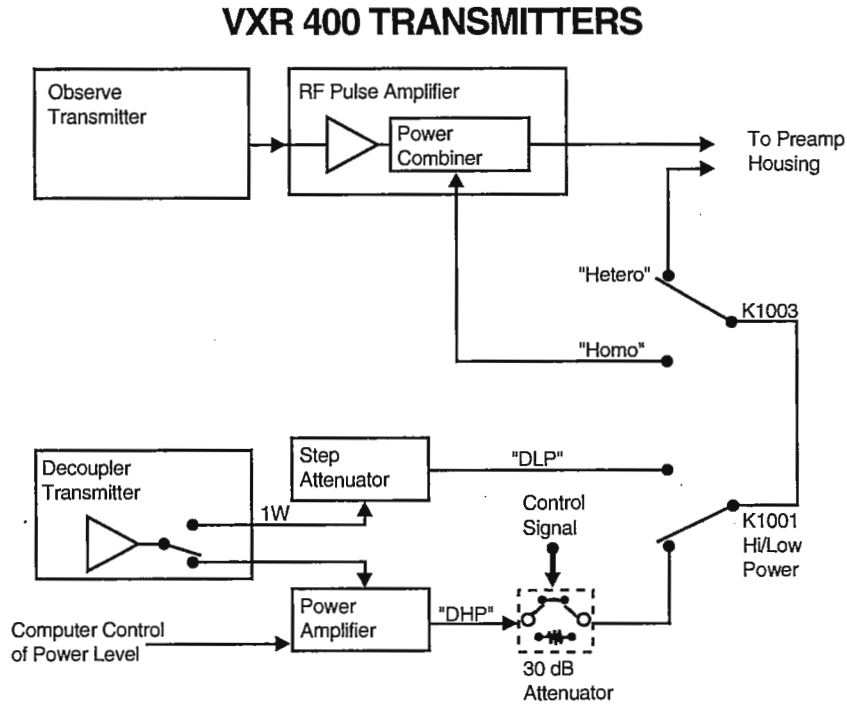 VXR 400 TRANSMITTERS
Observe
Transmitter
RF Pulse Amplifier
Power
Combiner
To Preamp
Housing
"Hetero"
K1003
"Homo"
Decoupler
Transmitter
1W
Step
Attenuator
"DLP"
Control
Signal
K1001
Hi/Low
Power
Power
Amplifier
"DHP"
Computer Control
of Power Level
30 dB
Attenuator